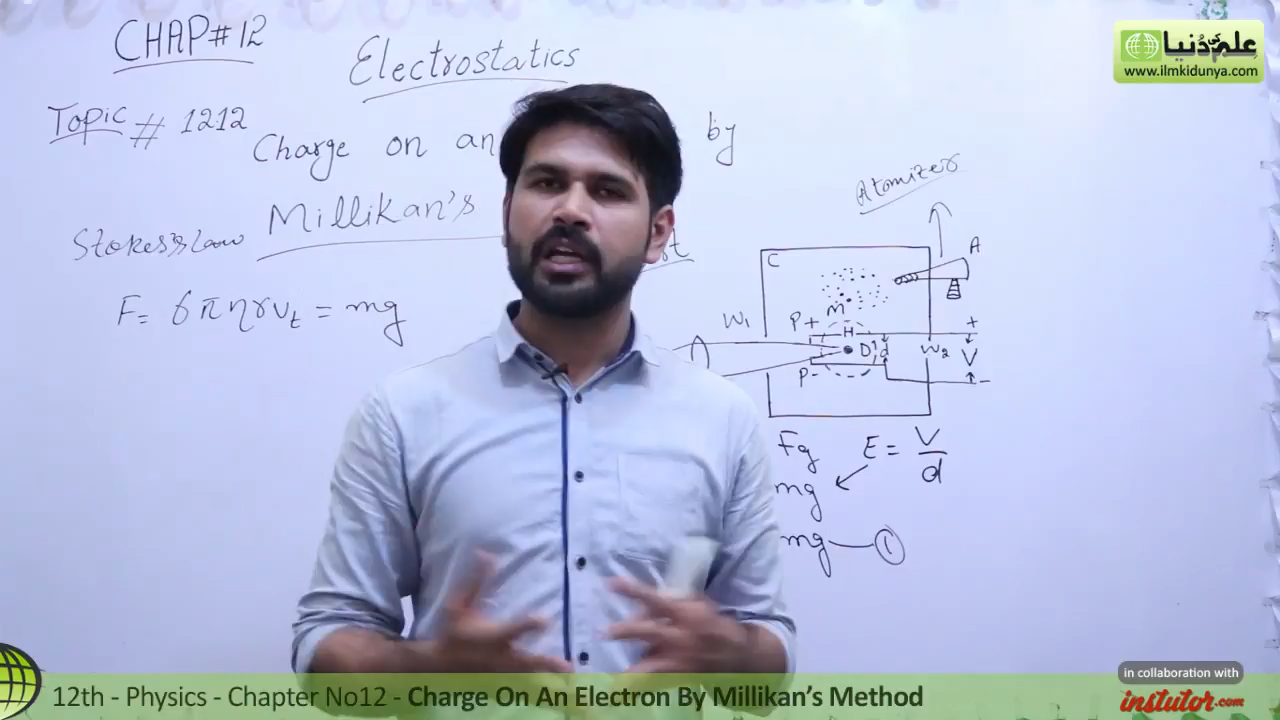 CHAP#12
Electrostatics
Topic # 1212
Charge on an by
Millikan's
Stokes's Law
F = 6πηrvt = mg
Atomizer
C
A
M
W1
P+
H
+
D
d
W2
V
P-
-
Fg
E = V/d
mg
mg — 1
علم کی دُنیا
www.ilmkidunya.com
in collaboration with
instutor.com
12th - Physics - Chapter No12 - Charge On An Electron By Millikan's Method